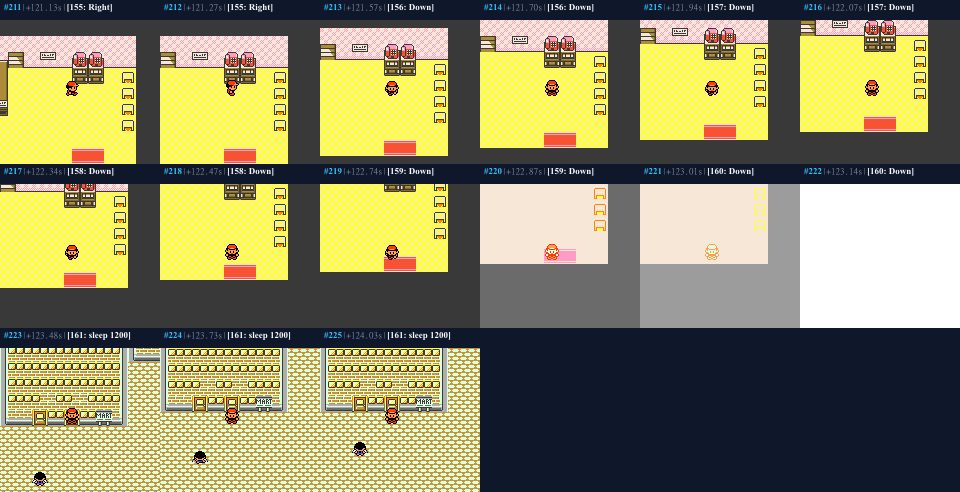 #211|+121.13s|[155: Right]
#212|+121.27s|[155: Right]
#213|+121.57s|[156: Down]
#214|+121.70s|[156: Down]
#215|+121.94s|[157: Down]
#216|+122.07s|[157: Down]
#217|+122.34s|[158: Down]
#218|+122.47s|[158: Down]
#219|+122.74s|[159: Down]
#220|+122.87s|[159: Down]
#221|+123.01s|[160: Down]
#222|+123.14s|[160: Down]
#223|+123.48s|[161: sleep 1200]
#224|+123.73s|[161: sleep 1200]
#225|+124.03s|[161: sleep 1200]
MART
MART
MART